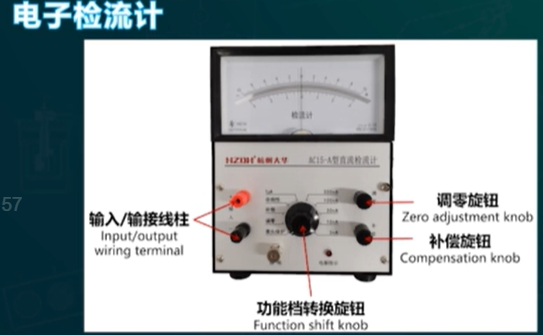 电子检流计
检流计
HZDH 杭州大华 AC15-A型直流检流计
57
调零旋钮
Zero adjustment knob
输入/输接线柱
Input/output
wiring terminal
补偿旋钮
Compensation knob
功能档转换旋钮
Function shift knob